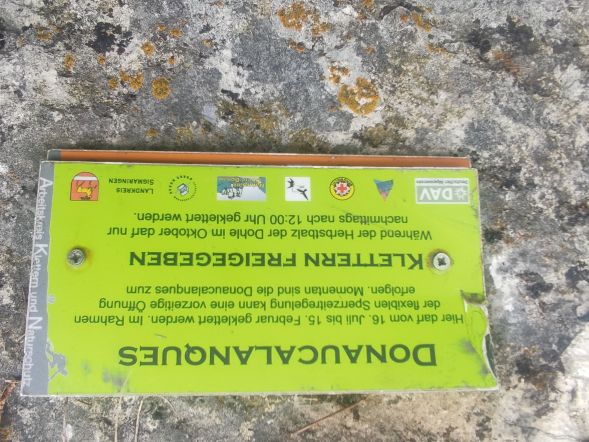 DONAUCALANQUES
Hier darf vom 16. Juli bis 15. Februar geklettert werden. Im Rahmen
der flexiblen Sperrzeitregelung kann eine vorzeitige Öffnung
erfolgen. Momentan sind die Donaucalanques zum
KLETTERN FREIGEGEBEN
Während der Herbstbalz der Dohle im Oktober darf nur
nachmittags nach 12:00 Uhr geklettert werden.
DAV
Deutscher Alpenverein
LANDKREIS
SIGMARINGEN
Arbeitskreis Klettern und Naturschutz